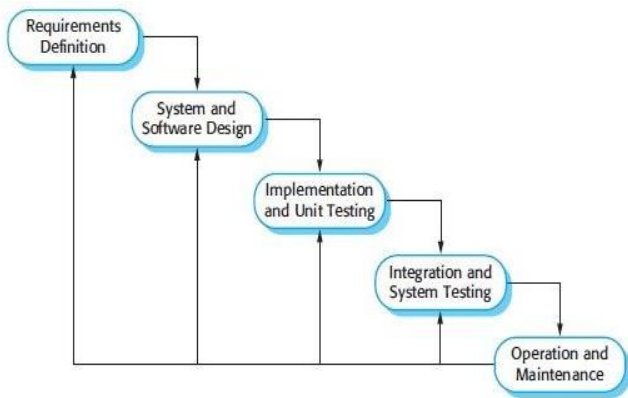 Requirements
Definition
System and
Software Design
Implementation
and Unit Testing
Integration and
System Testing
Operation and
Maintenance